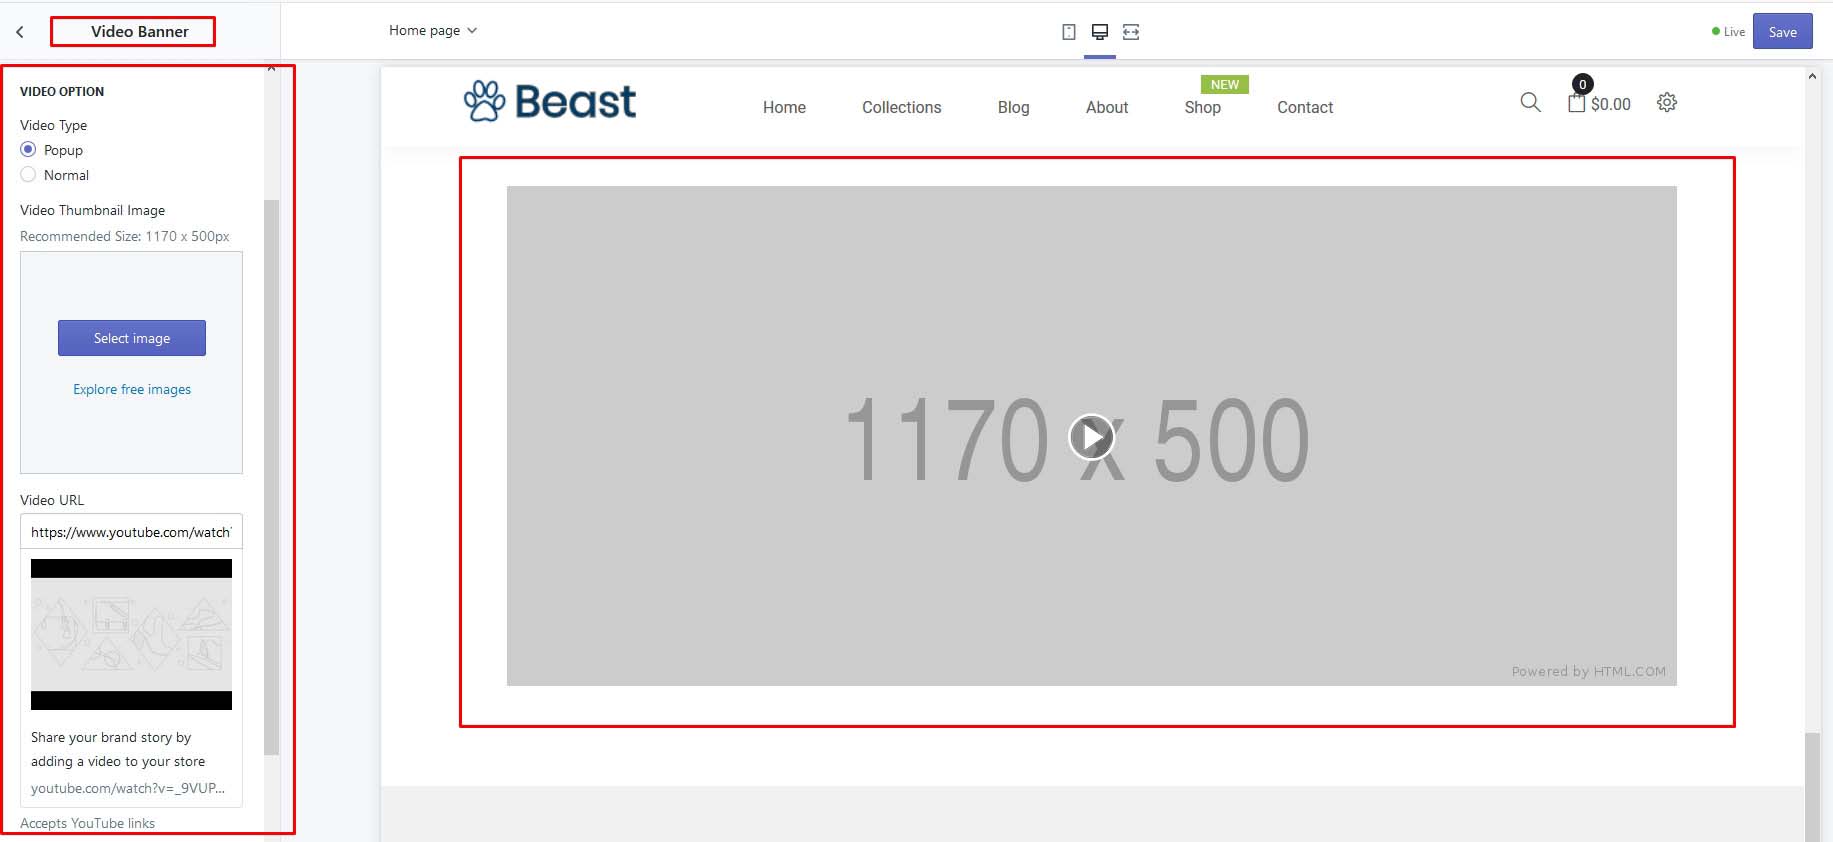 Video Banner
Home page
Live
Save
VIDEO OPTION
Video Type
Popup
Normal
Video Thumbnail Image
Recommended Size: 1170 x 500px
Select image
Explore free images
Video URL
https://www.youtube.com/watch
Share your brand story by
adding a video to your store
youtube.com/watch?v=_9VUP...
Accepts YouTube links
Beast
Home
Collections
Blog
About
NEW
Shop
Contact
0
$0.00
1170 x 500
Powered by HTML.COM